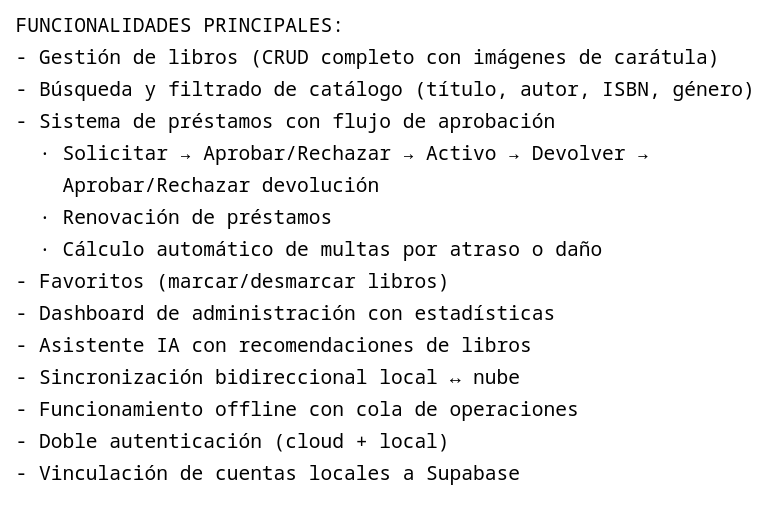 FUNCIONALIDADES PRINCIPALES:
- Gestión de libros (CRUD completo con imágenes de carátula)
- Búsqueda y filtrado de catálogo (título, autor, ISBN, género)
- Sistema de préstamos con flujo de aprobación
  · Solicitar → Aprobar/Rechazar → Activo → Devolver →
    Aprobar/Rechazar devolución
  · Renovación de préstamos
  · Cálculo automático de multas por atraso o daño
- Favoritos (marcar/desmarcar libros)
- Dashboard de administración con estadísticas
- Asistente IA con recomendaciones de libros
- Sincronización bidireccional local ↔ nube
- Funcionamiento offline con cola de operaciones
- Doble autenticación (cloud + local)
- Vinculación de cuentas locales a Supabase